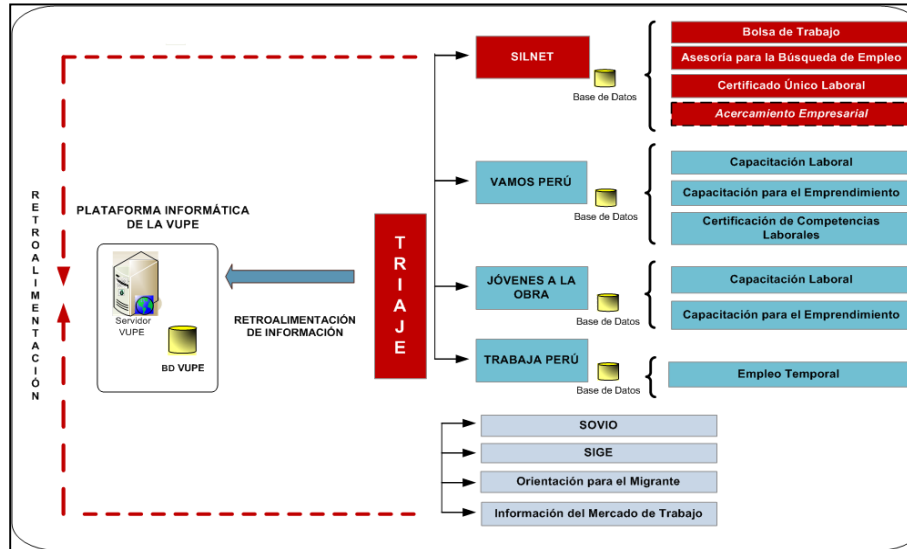 RETROALIMENTACIÓN
PLATAFORMA INFORMÁTICA
DE LA VUPE
Servidor
VUPE
BD VUPE
RETROALIMENTACIÓN
DE INFORMACIÓN
TRIAJE
SILNET
Base de Datos
Bolsa de Trabajo
Asesoría para la Búsqueda de Empleo
Certificado Único Laboral
Acercamiento Empresarial
VAMOS PERÚ
Base de Datos
Capacitación Laboral
Capacitación para el Emprendimiento
Certificación de Competencias
Laborales
JÓVENES A LA
OBRA
Base de Datos
Capacitación Laboral
Capacitación para el Emprendimiento
TRABAJA PERÚ
Base de Datos
Empleo Temporal
SOVIO
SIGE
Orientación para el Migrante
Información del Mercado de Trabajo